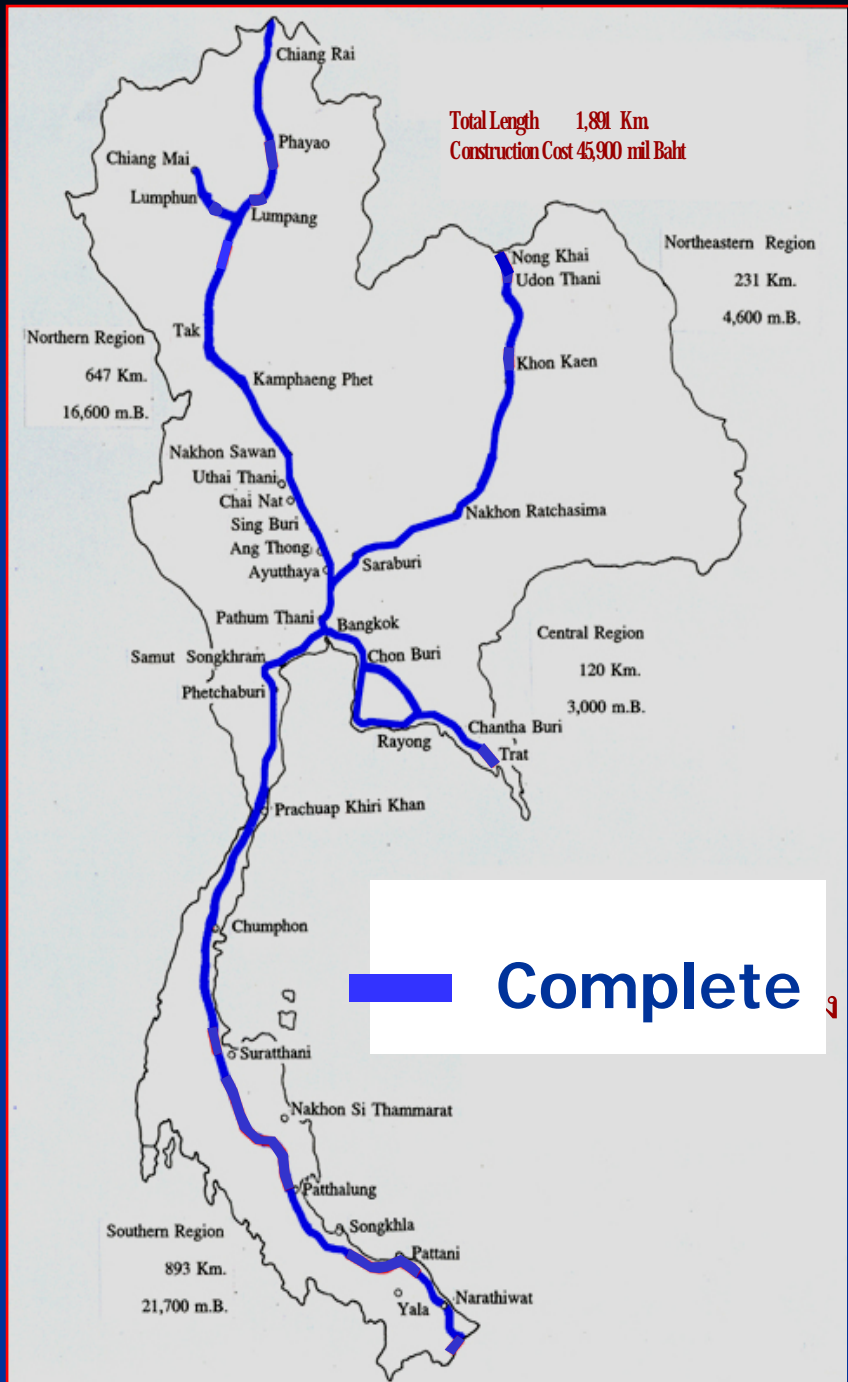 Chiang Rai
Total Length 1,891 Km.
Construction Cost 45,900 mil Baht
Phayao
Chiang Mai
Lumphun
Lumpang
Northeastern Region
231 Km.
4,600 m.B.
Nong Khai
Udon Thani
Tak
Northern Region
647 Km.
16,600 m.B.
Khon Kaen
Kamphaeng Phet
Nakhon Sawan
Uthai Thani
Chai Nat
Sing Buri
Ang Thong
Ayutthaya
Nakhon Ratchasima
Saraburi
Pathum Thani
Bangkok
Central Region
120 Km.
3,000 m.B.
Samut Songkhram
Chon Buri
Phetchaburi
Chantha Buri
Rayong
Trat
Prachuap Khiri Khan
Chumphon
Complete
Suratthani
Nakhon Si Thammarat
Patthalung
Songkhla
Southern Region
893 Km.
21,700 m.B.
Pattani
Yala
Narathiwat